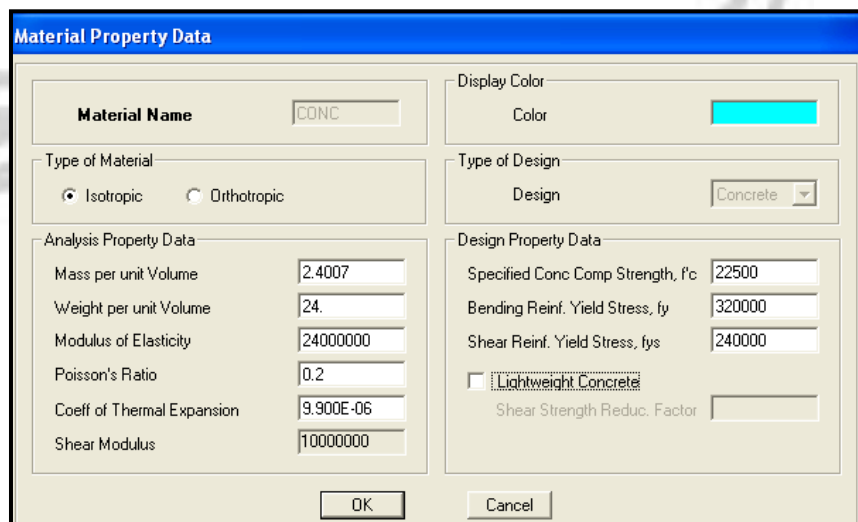 Material Property Data
Material Name CONC
Display Color
Color
Type of Material
Isotropic Orthotropic
Type of Design
Design Concrete
Analysis Property Data
Mass per unit Volume 2.4007
Weight per unit Volume 24.
Modulus of Elasticity 24000000
Poisson's Ratio 0.2
Coeff of Thermal Expansion 9.900E-06
Shear Modulus 10000000
Design Property Data
Specified Conc Comp Strength, f'c 22500
Bending Reinf. Yield Stress, fy 320000
Shear Reinf. Yield Stress, fys 240000
Lightweight Concrete
Shear Strength Reduc. Factor
OK Cancel